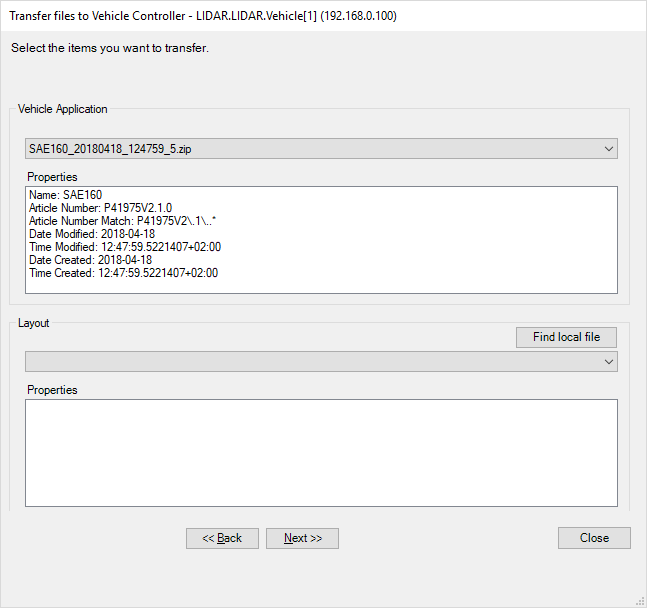 Transfer files to Vehicle Controller - LIDAR.LIDAR.Vehicle[1] (192.168.0.100)
Select the items you want to transfer.
Vehicle Application
SAE160_20180418_124759_5.zip
Properties
Name: SAE160
Article Number: P41975V2.1.0
Article Number Match: P41975V2\.1\..*
Date Modified: 2018-04-18
Time Modified: 12:47:59.5221407+02:00
Date Created: 2018-04-18
Time Created: 12:47:59.5221407+02:00
Layout
Find local file
Properties
<< Back Next >> Close